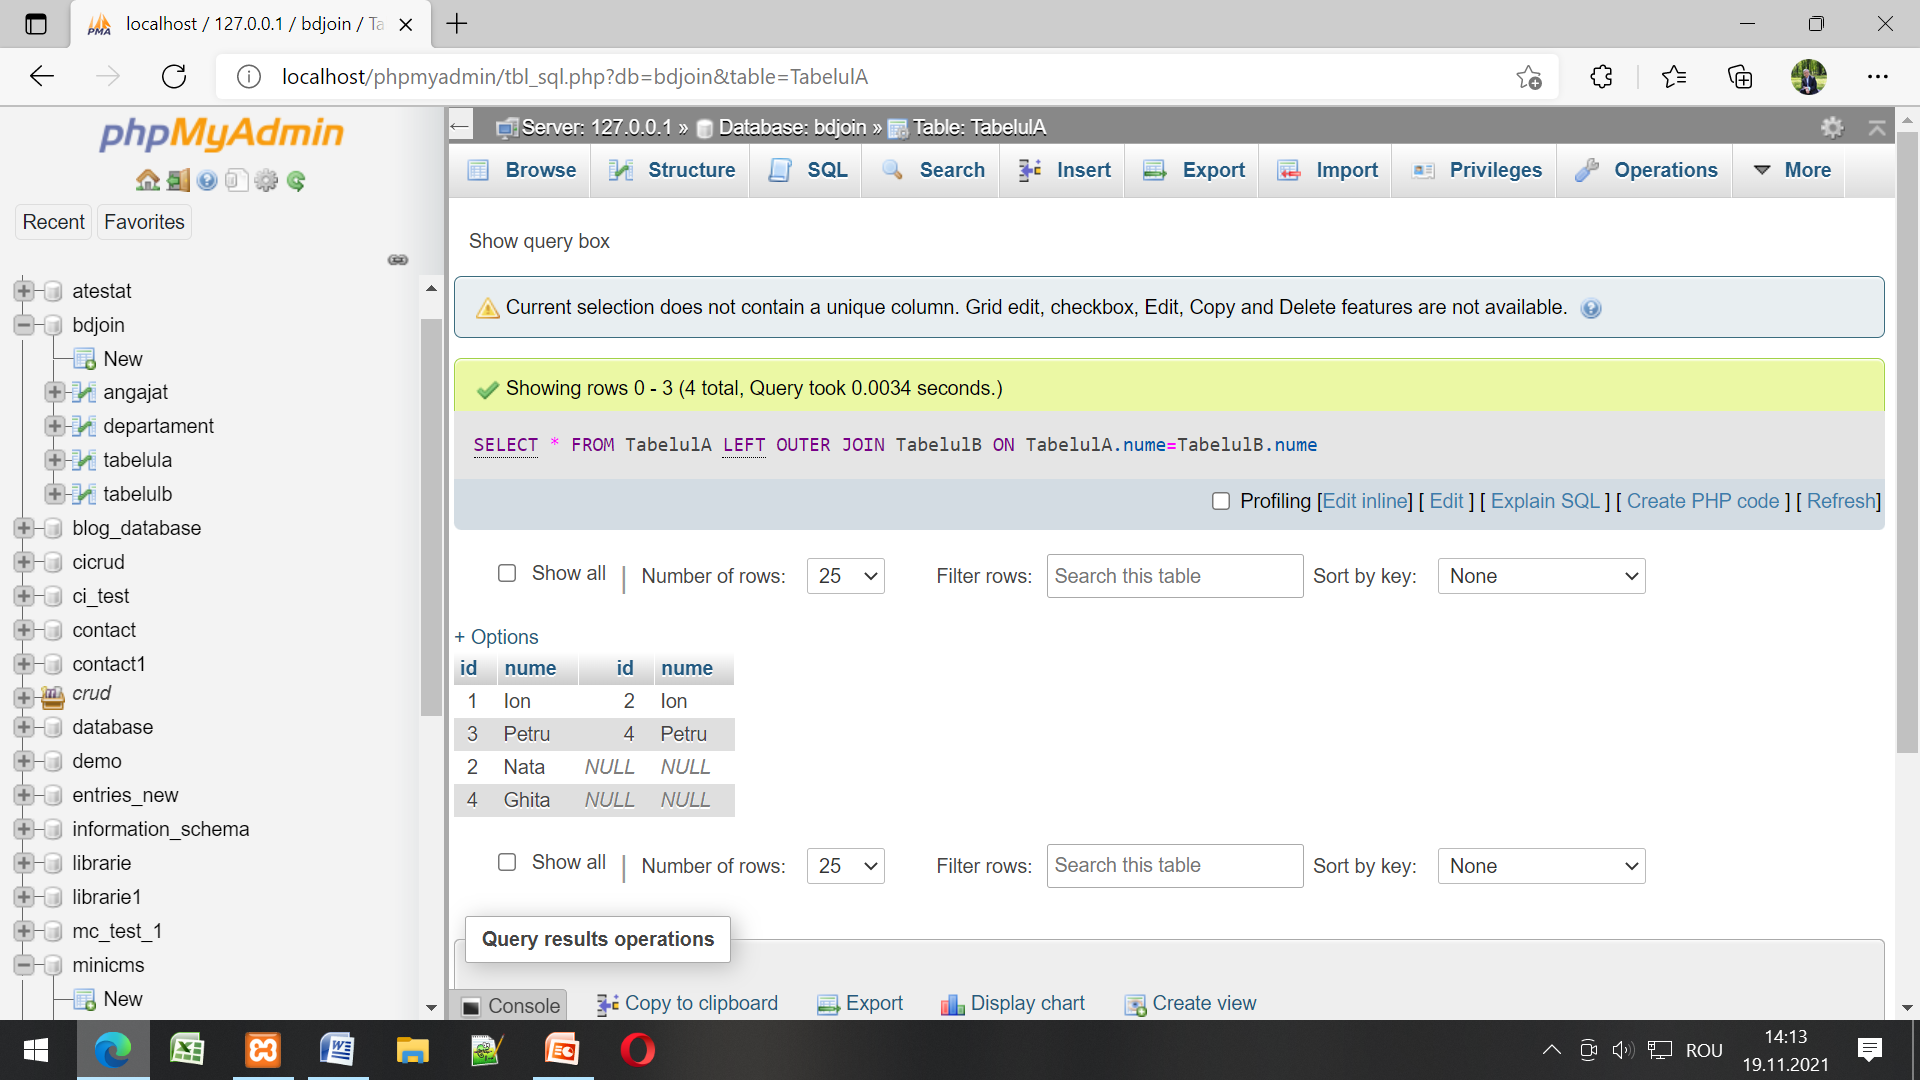 localhost / 127.0.0.1 / bdjoin / Ta
localhost/phpmyadmin/tbl_sql.php?db=bdjoin&table=TabelulA
phpMyAdmin
Recent Favorites
atestat
bdjoin
New
angajat
departament
tabelula
tabelulb
blog_database
cicrud
ci_test
contact
contact1
crud
database
demo
entries_new
information_schema
librarie
librarie1
mc_test_1
minicms
New
Server: 127.0.0.1 » Database: bdjoin » Table: TabelulA
Browse Structure SQL Search Insert Export Import Privileges Operations More
Show query box
Current selection does not contain a unique column. Grid edit, checkbox, Edit, Copy and Delete features are not available.
Showing rows 0 - 3 (4 total, Query took 0.0034 seconds.)
SELECT * FROM TabelulA LEFT OUTER JOIN TabelulB ON TabelulA.nume=TabelulB.nume
Profiling [Edit inline] [ Edit ] [ Explain SQL ] [ Create PHP code ] [ Refresh]
Show all | Number of rows: 25 Filter rows: Search this table Sort by key: None
+ Options
id nume id nume
1 Ion 2 Ion
3 Petru 4 Petru
2 Nata NULL NULL
4 Ghita NULL NULL
Show all | Number of rows: 25 Filter rows: Search this table Sort by key: None
Query results operations
Console Copy to clipboard Export Display chart Create view
ROU
14:13
19.11.2021